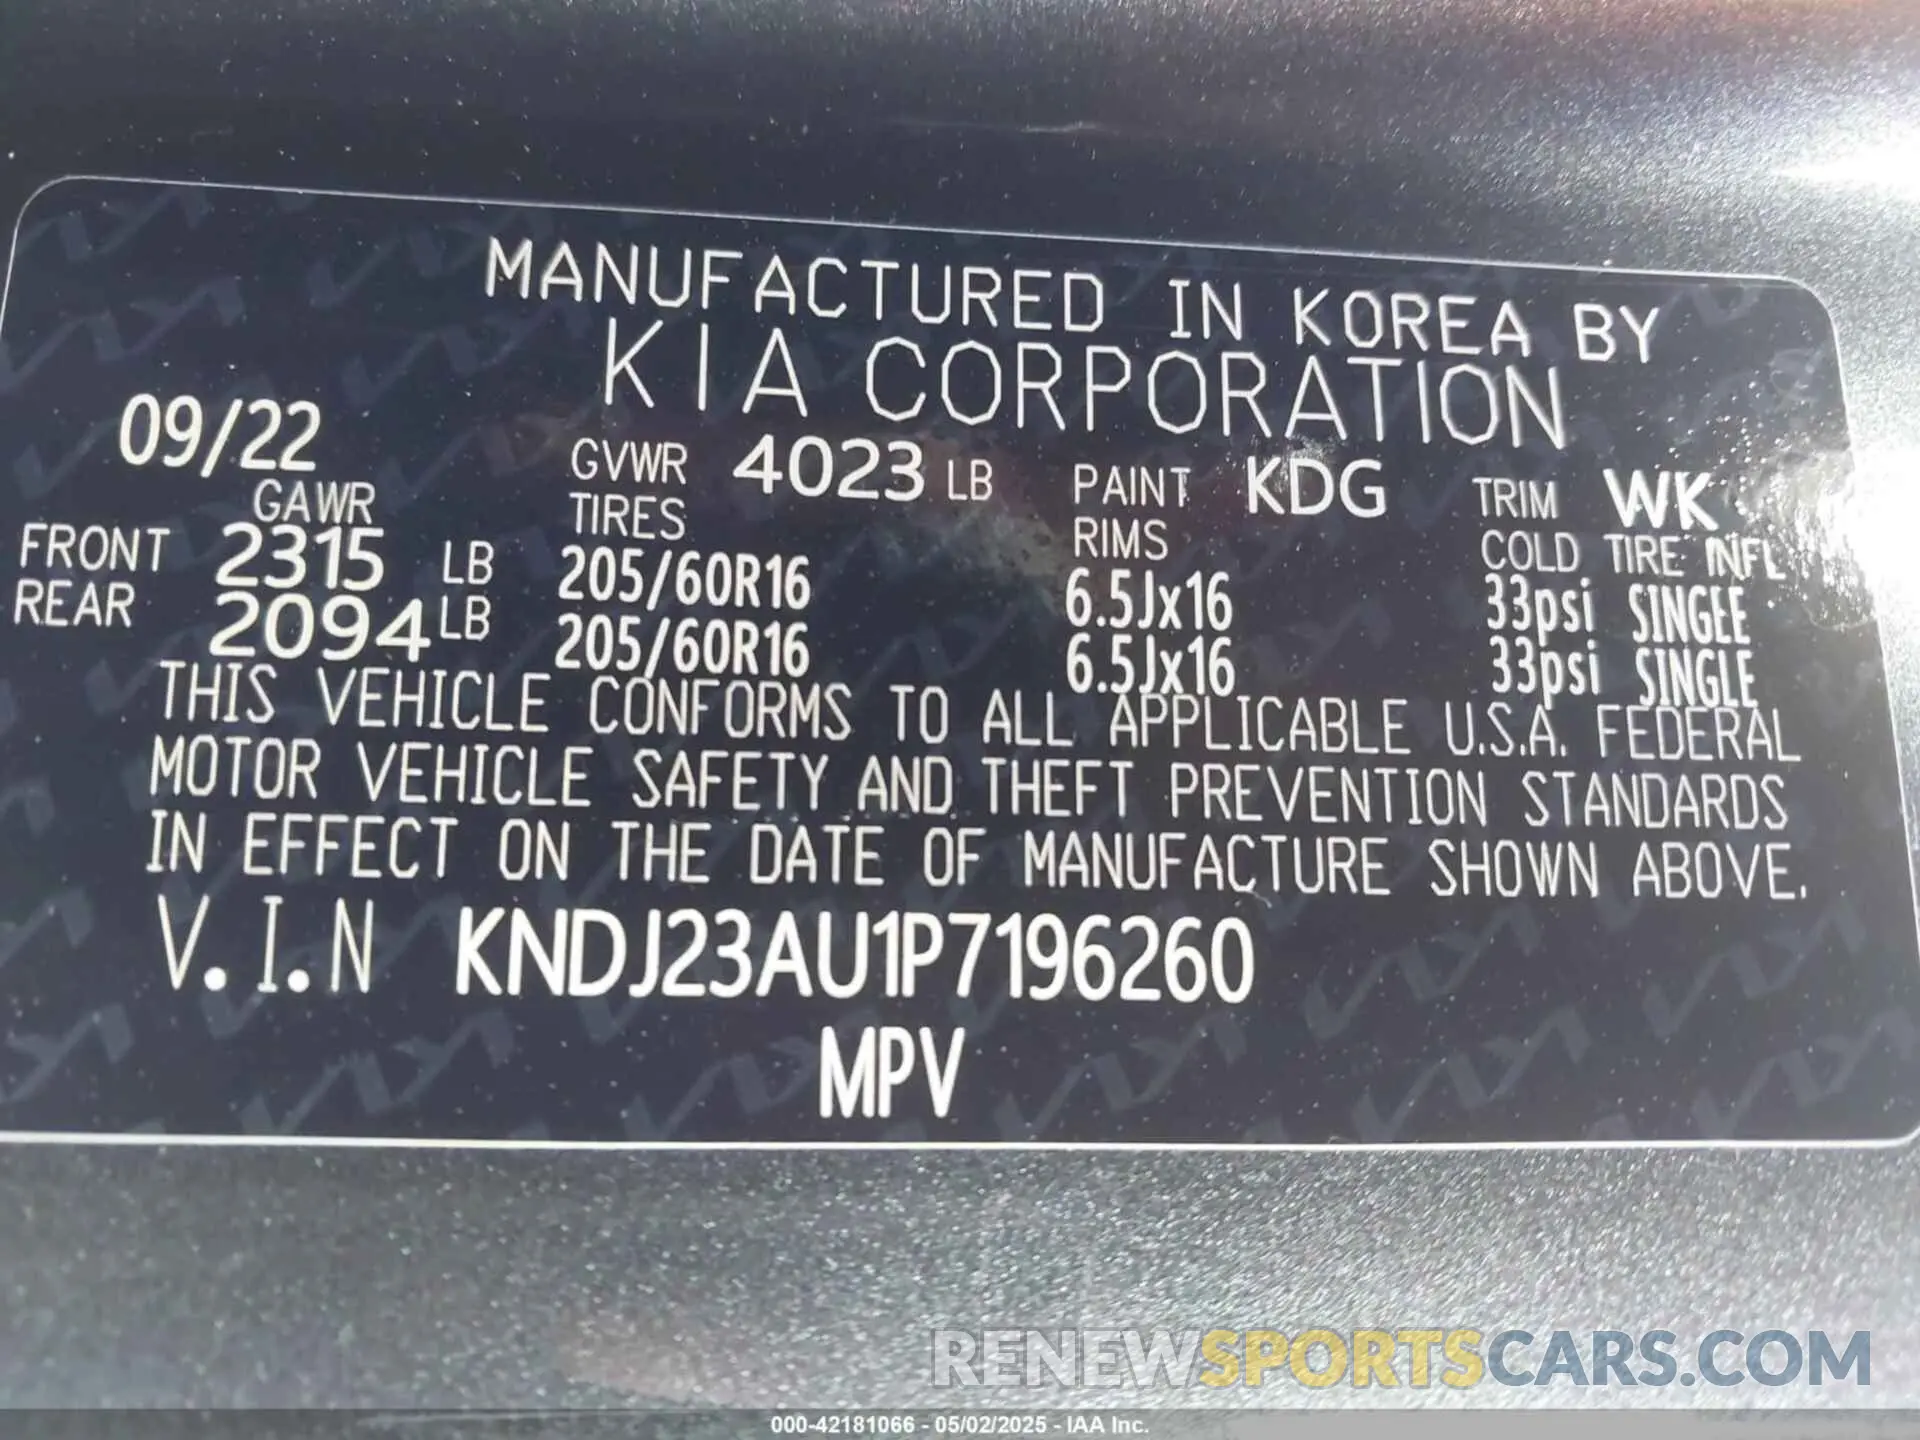 MANUFACTURED IN KOREA BY
KIA CORPORATION
09/22 GVWR 4023 LB PAINT KDG TRIM WK
GAWR TIRES RIMS COLD TIRE INFL
FRONT 2315 LB 205/60R16 6.5Jx16 33psi SINGLE
REAR 2094 LB 205/60R16 6.5Jx16 33psi SINGLE
THIS VEHICLE CONFORMS TO ALL APPLICABLE U.S.A. FEDERAL
MOTOR VEHICLE SAFETY AND THEFT PREVENTION STANDARDS
IN EFFECT ON THE DATE OF MANUFACTURE SHOWN ABOVE.
V.I.N KNDJ23AU1P7196260
MPV
RENEWSPORTSCARS.COM
000-42181066 - 05/02/2025 - IAA Inc.